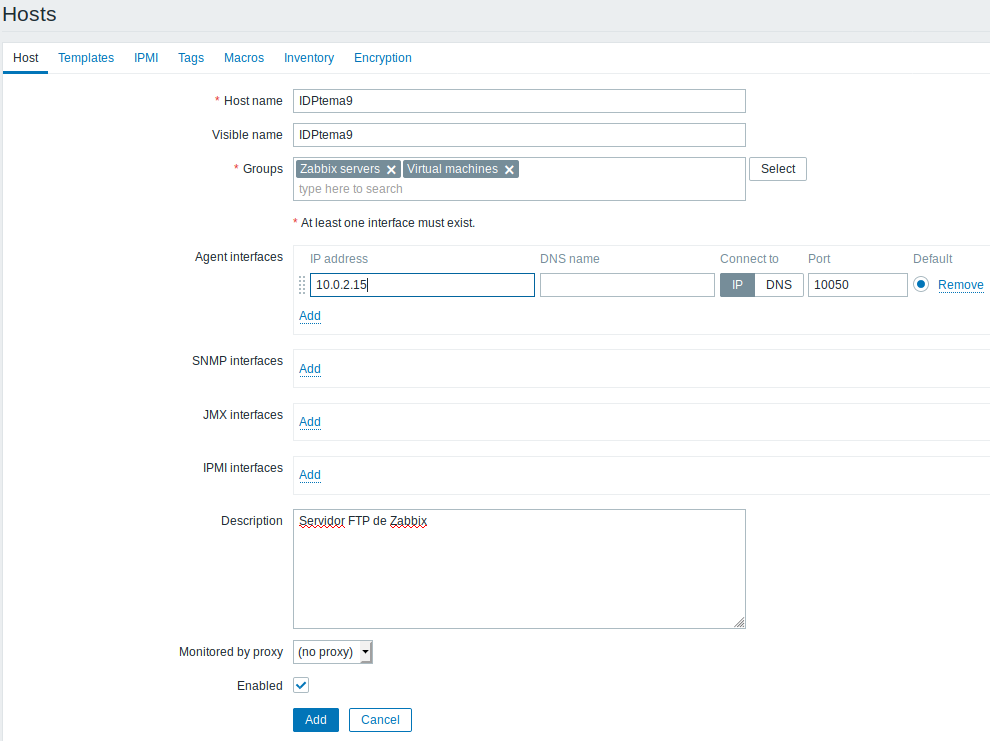 Hosts
Host Templates IPMI Tags Macros Inventory Encryption
* Host name IDPtema9
Visible name IDPtema9
* Groups Zabbix servers Virtual machines Select
type here to search
* At least one interface must exist.
Agent interfaces IP address DNS name Connect to Port Default
10.0.2.15 IP DNS 10050 Remove
Add
SNMP interfaces Add
JMX interfaces Add
IPMI interfaces Add
Description Servidor FTP de Zabbix
Monitored by proxy (no proxy)
Enabled
Add Cancel